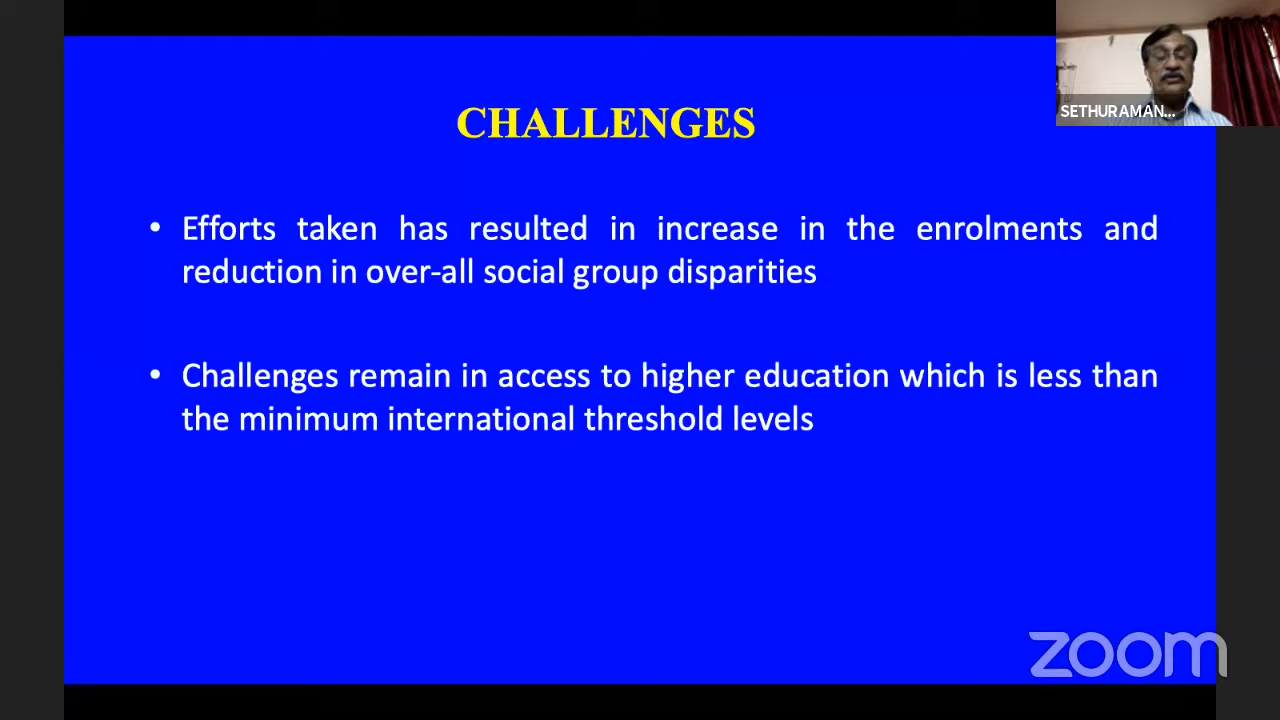 CHALLENGES
SETHURAMAN...
• Efforts taken has resulted in increase in the enrolments and
reduction in over-all social group disparities
• Challenges remain in access to higher education which is less than
the minimum international threshold levels
zoom